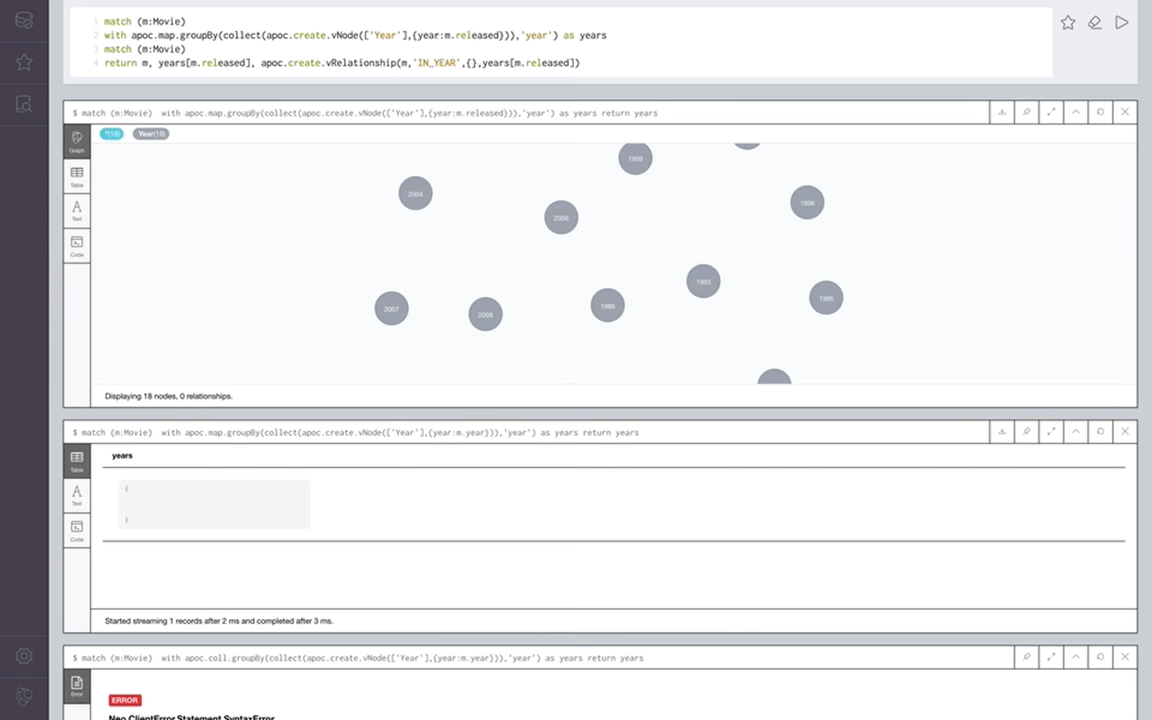 1 match (m:Movie)
2 with apoc.map.groupBy(collect(apoc.create.vNode(['Year'],{year:m.released})),'year') as years
3 match (m:Movie)
4 return m, years[m.released], apoc.create.vRelationship(m,'IN_YEAR',{},years[m.released])
$ match (m:Movie) with apoc.map.groupBy(collect(apoc.create.vNode(['Year'],{year:m.released})),'year') as years return years
*(18) Year(18)
Graph
Table
Text
Code
1999
2004
1996
2006
1993
1995
2007
2008
Displaying 18 nodes, 0 relationships.
$ match (m:Movie) with apoc.map.groupBy(collect(apoc.create.vNode(['Year'],{year:m.year})),'year') as years return years
Table
Text
Code
years
{
}
Started streaming 1 records after 2 ms and completed after 3 ms.
$ match (m:Movie) with apoc.coll.groupBy(collect(apoc.create.vNode(['Year'],{year:m.year})),'year') as years return years
Error
ERROR
Neo.ClientError.Statement.SyntaxError